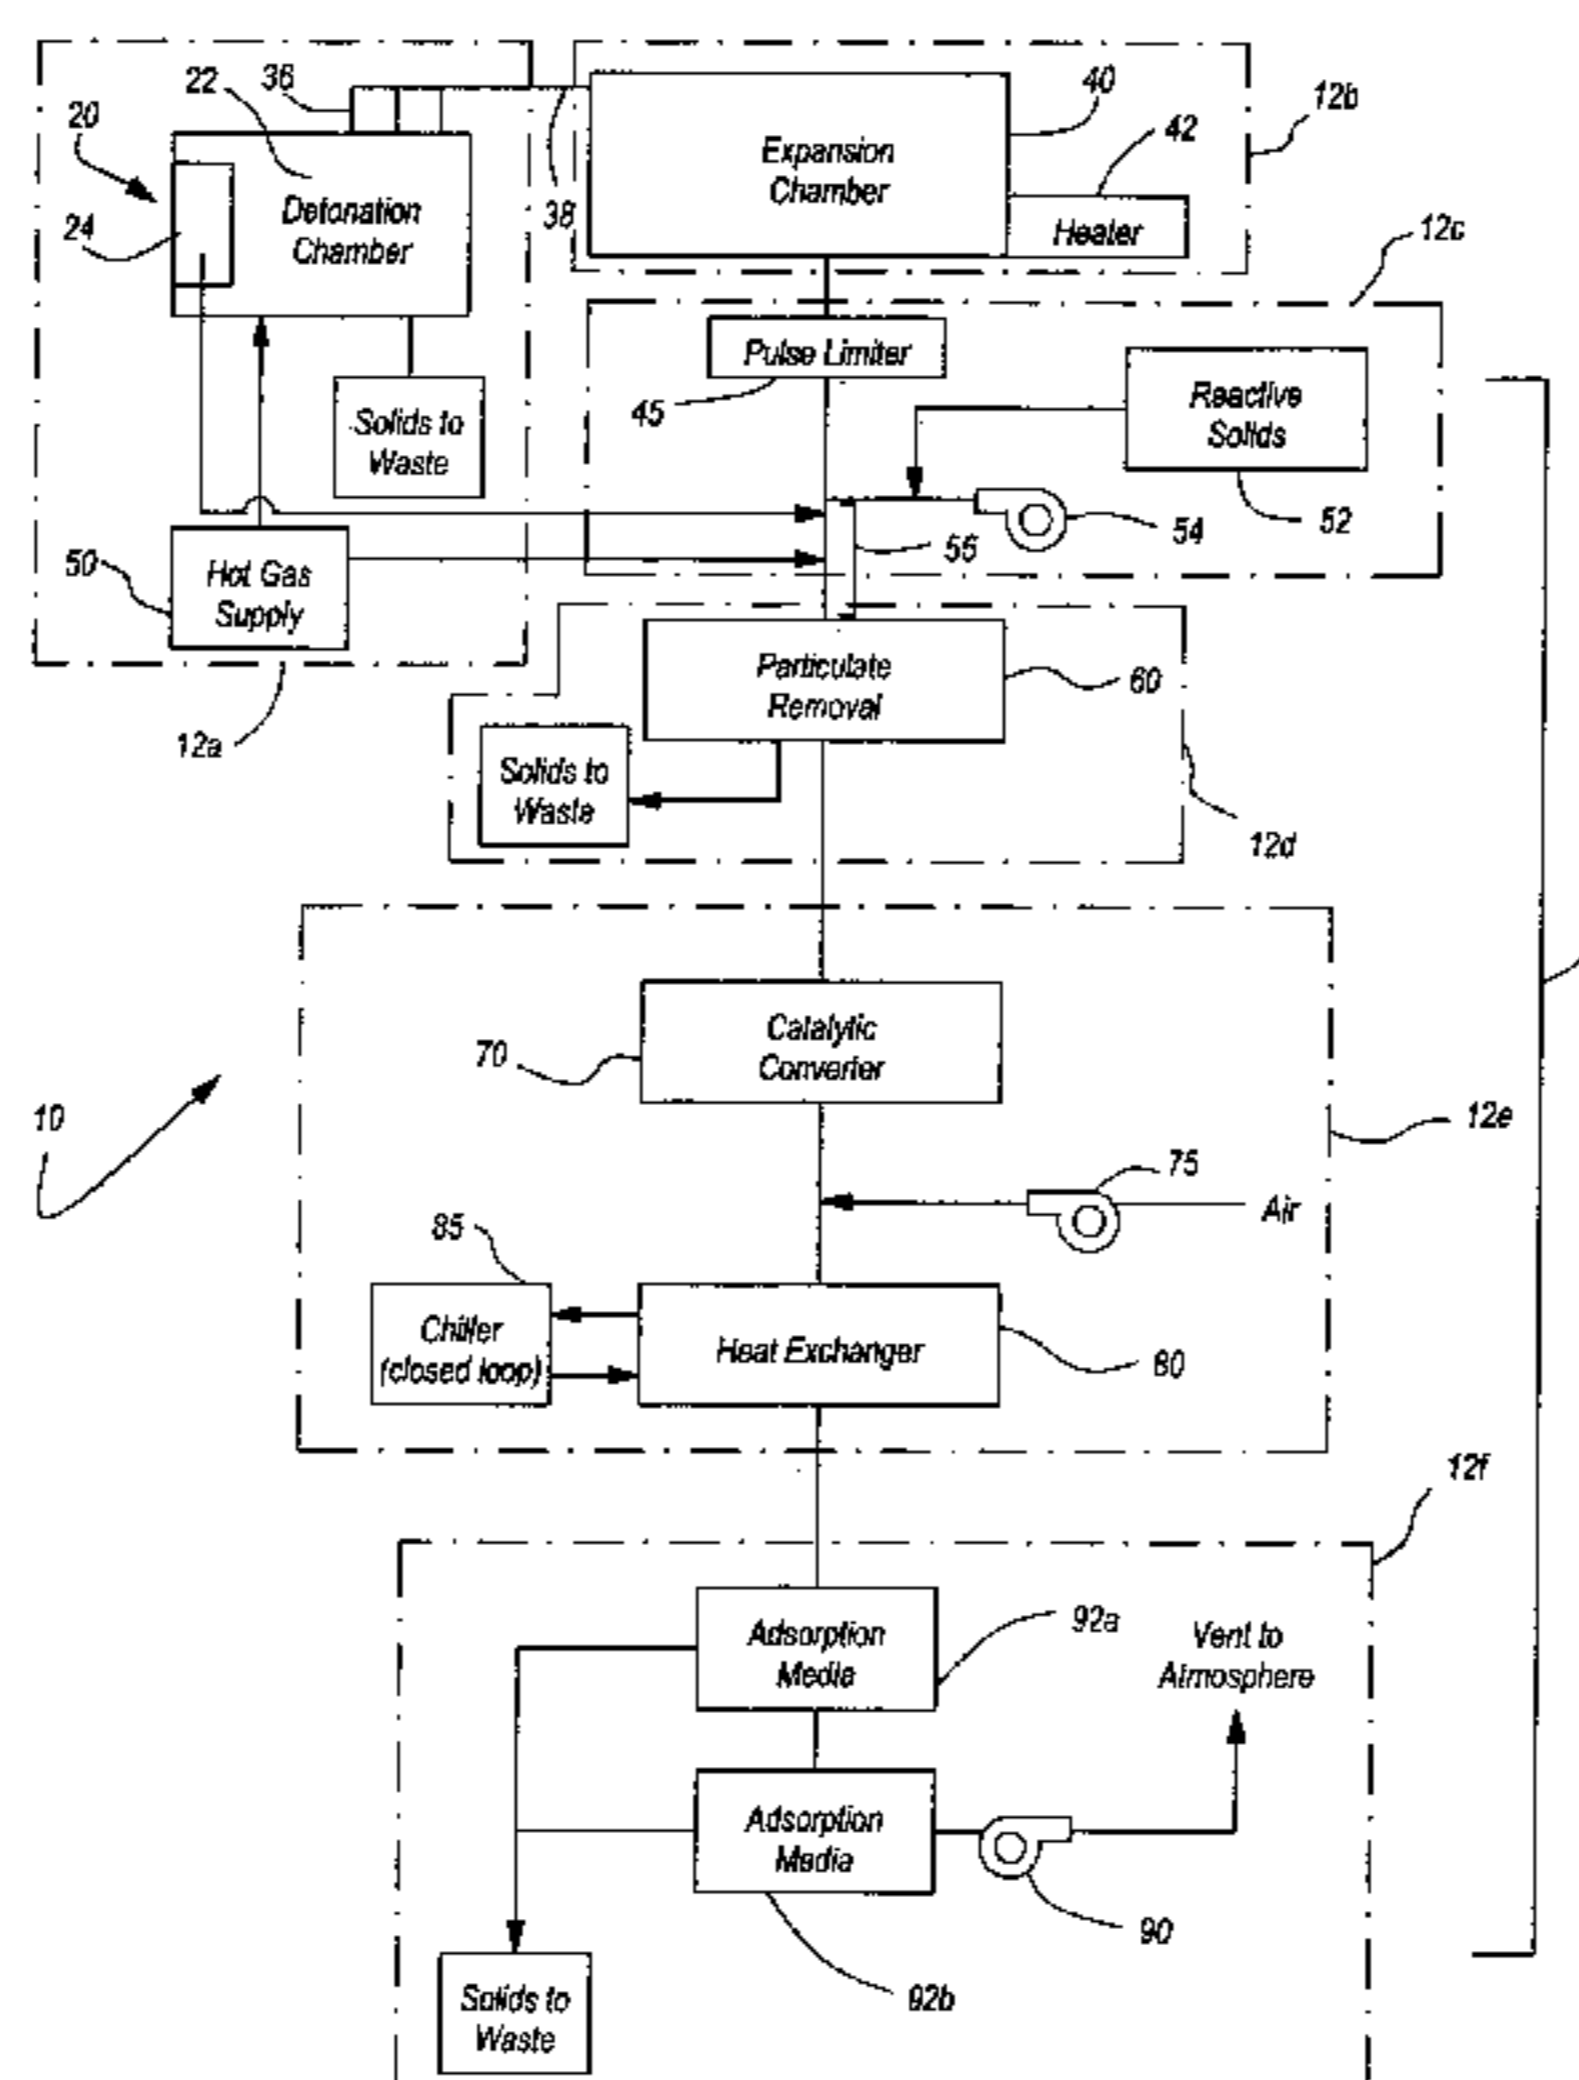 36
22
40
12b
20
42
Expansion
Chamber
Detonation
Chamber
24
38
Heater
12c
Pulse Limiter
45
Reactive
Solids
Solids to
Waste
54
52
55
50
Hot Gas
Supply
Particulate
Removal
60
12a
Solids to
Waste
12d
Catalytic
Converter
70
10
12e
75
Air
85
Chiller
(closed loop)
Heat Exchanger
80
12f
Adsorption
Media
92a
Vent to
Atmosphere
Adsorption
Media
90
92b
Solids to
Waste